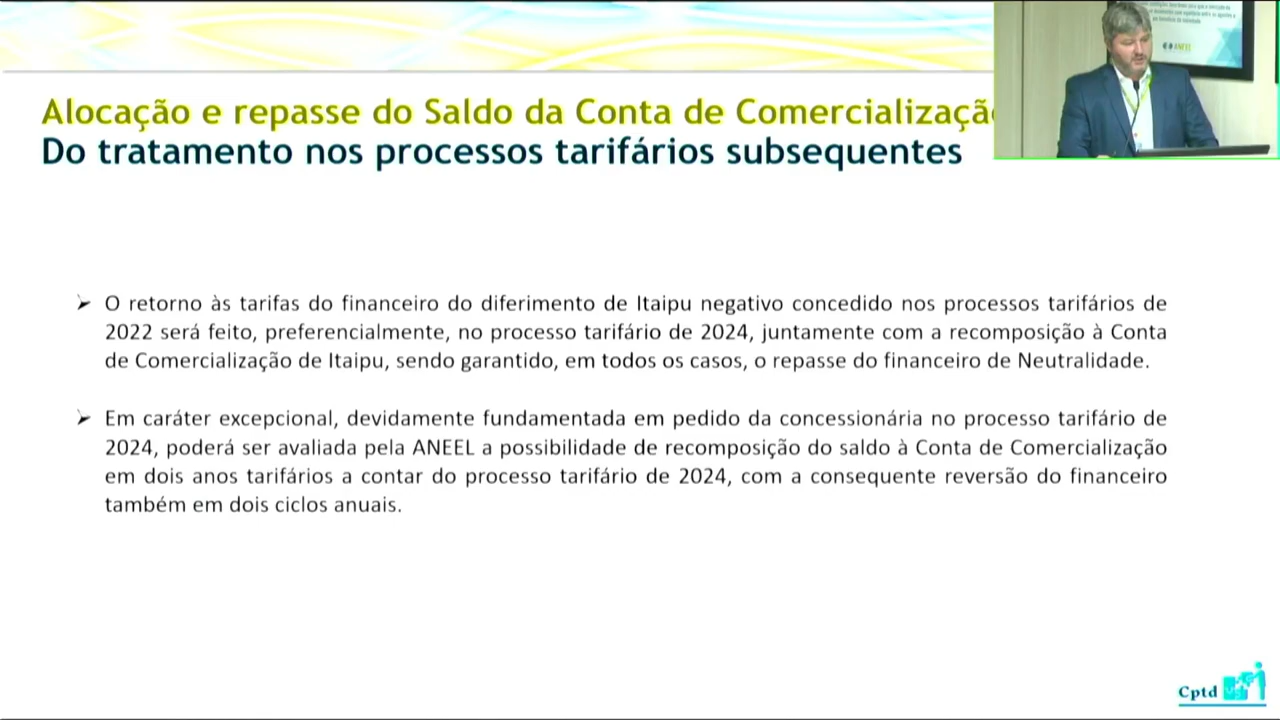 Alocação e repasse do Saldo da Conta de Comercializaçã
Do tratamento nos processos tarifários subsequentes
ANEEL
➢ O retorno às tarifas do financeiro do diferimento de Itaipu negativo concedido nos processos tarifários de
2022 será feito, preferencialmente, no processo tarifário de 2024, juntamente com a recomposição à Conta
de Comercialização de Itaipu, sendo garantido, em todos os casos, o repasse do financeiro de Neutralidade.
➢ Em caráter excepcional, devidamente fundamentada em pedido da concessionária no processo tarifário de
2024, poderá ser avaliada pela ANEEL a possibilidade de recomposição do saldo à Conta de Comercialização
em dois anos tarifários a contar do processo tarifário de 2024, com a consequente reversão do financeiro
também em dois ciclos anuais.
Cptd